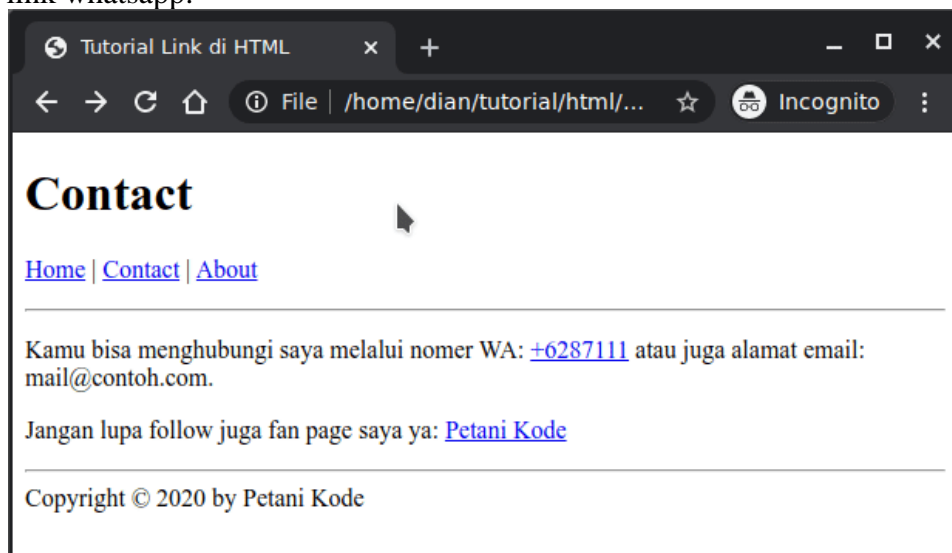 link whatsapp.
Tutorial Link di HTML
File /home/dian/tutorial/html/... Incognito
Contact
Home | Contact | About
Kamu bisa menghubungi saya melalui nomer WA: +6287111 atau juga alamat email:
mail@contoh.com.
Jangan lupa follow juga fan page saya ya: Petani Kode
Copyright © 2020 by Petani Kode